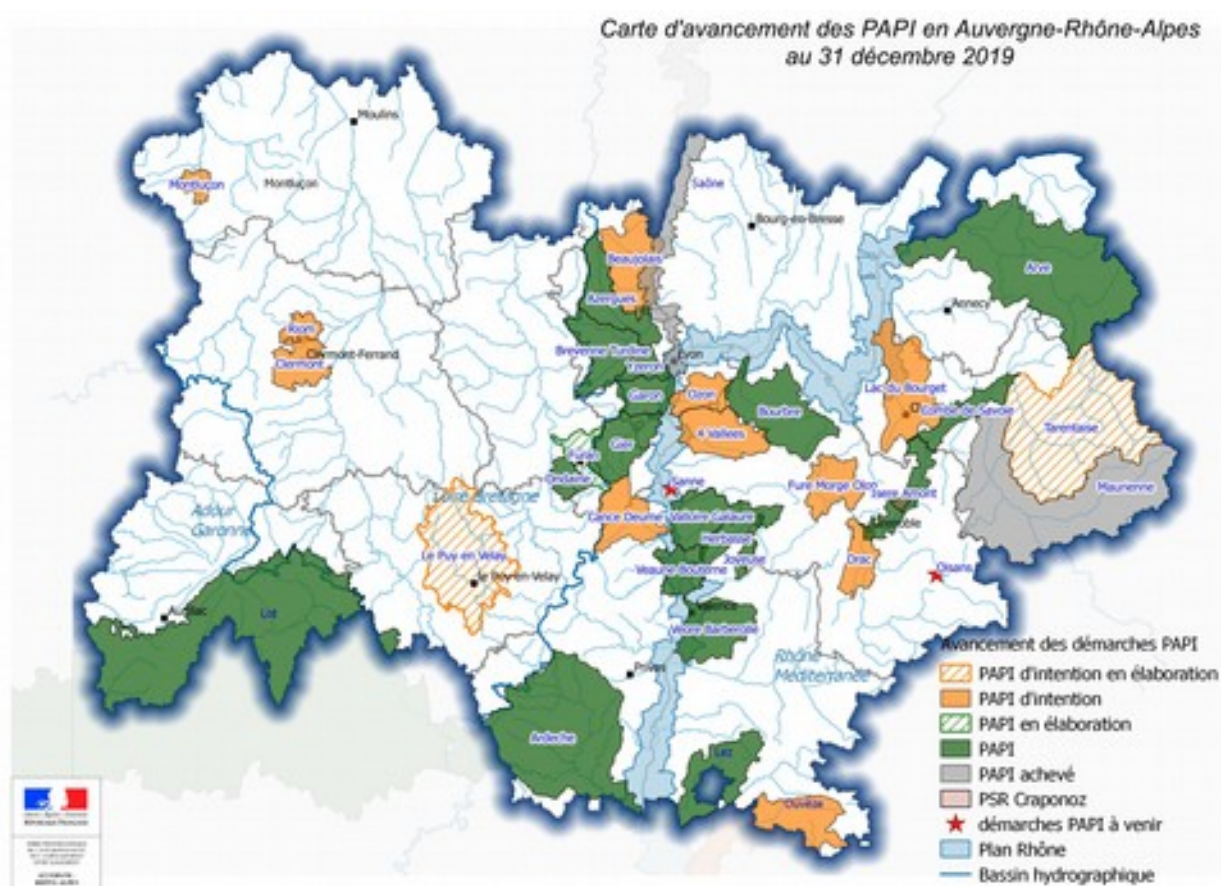 Carte d'avancement des PAPI en Auvergne-Rhône-Alpes
au 31 décembre 2019
Moulins
Montluçon
Montluçon
Saône
Bourg-en-Bresse
Beaujolais
Azergues
Arve
Annecy
Riom
Clermont
Clermont-Ferrand
Brevenne Turdine
Yzeron
Lyon
Garon
Ozon
Bourbre
Lac du Bourget
Combe de Savoie
4 Vallées
Tarentaise
Gier
Furan
Ondaine
Sanne
Fure Morge Olon
Maurienne
Loire Bretagne
Isère Amont
Grenoble
Adour
Garonne
Cance Deume
Valloire Galaure
Herbasse
Le Puy en Velay
le Puy-en-Velay
Joyeuse
Drac
Oisans
Veaune Bouterne
Valence
Aurillac
Lot
Veure Barberolle
Privas
Rhône
Méditerranée
Ardèche
Lez
Ouvèze
Avancement des démarches PAPI
PAPI d'intention en élaboration
PAPI d'intention
PAPI en élaboration
PAPI
PAPI achevé
PSR Craponoz
démarches PAPI à venir
Plan Rhône
Bassin hydrographique